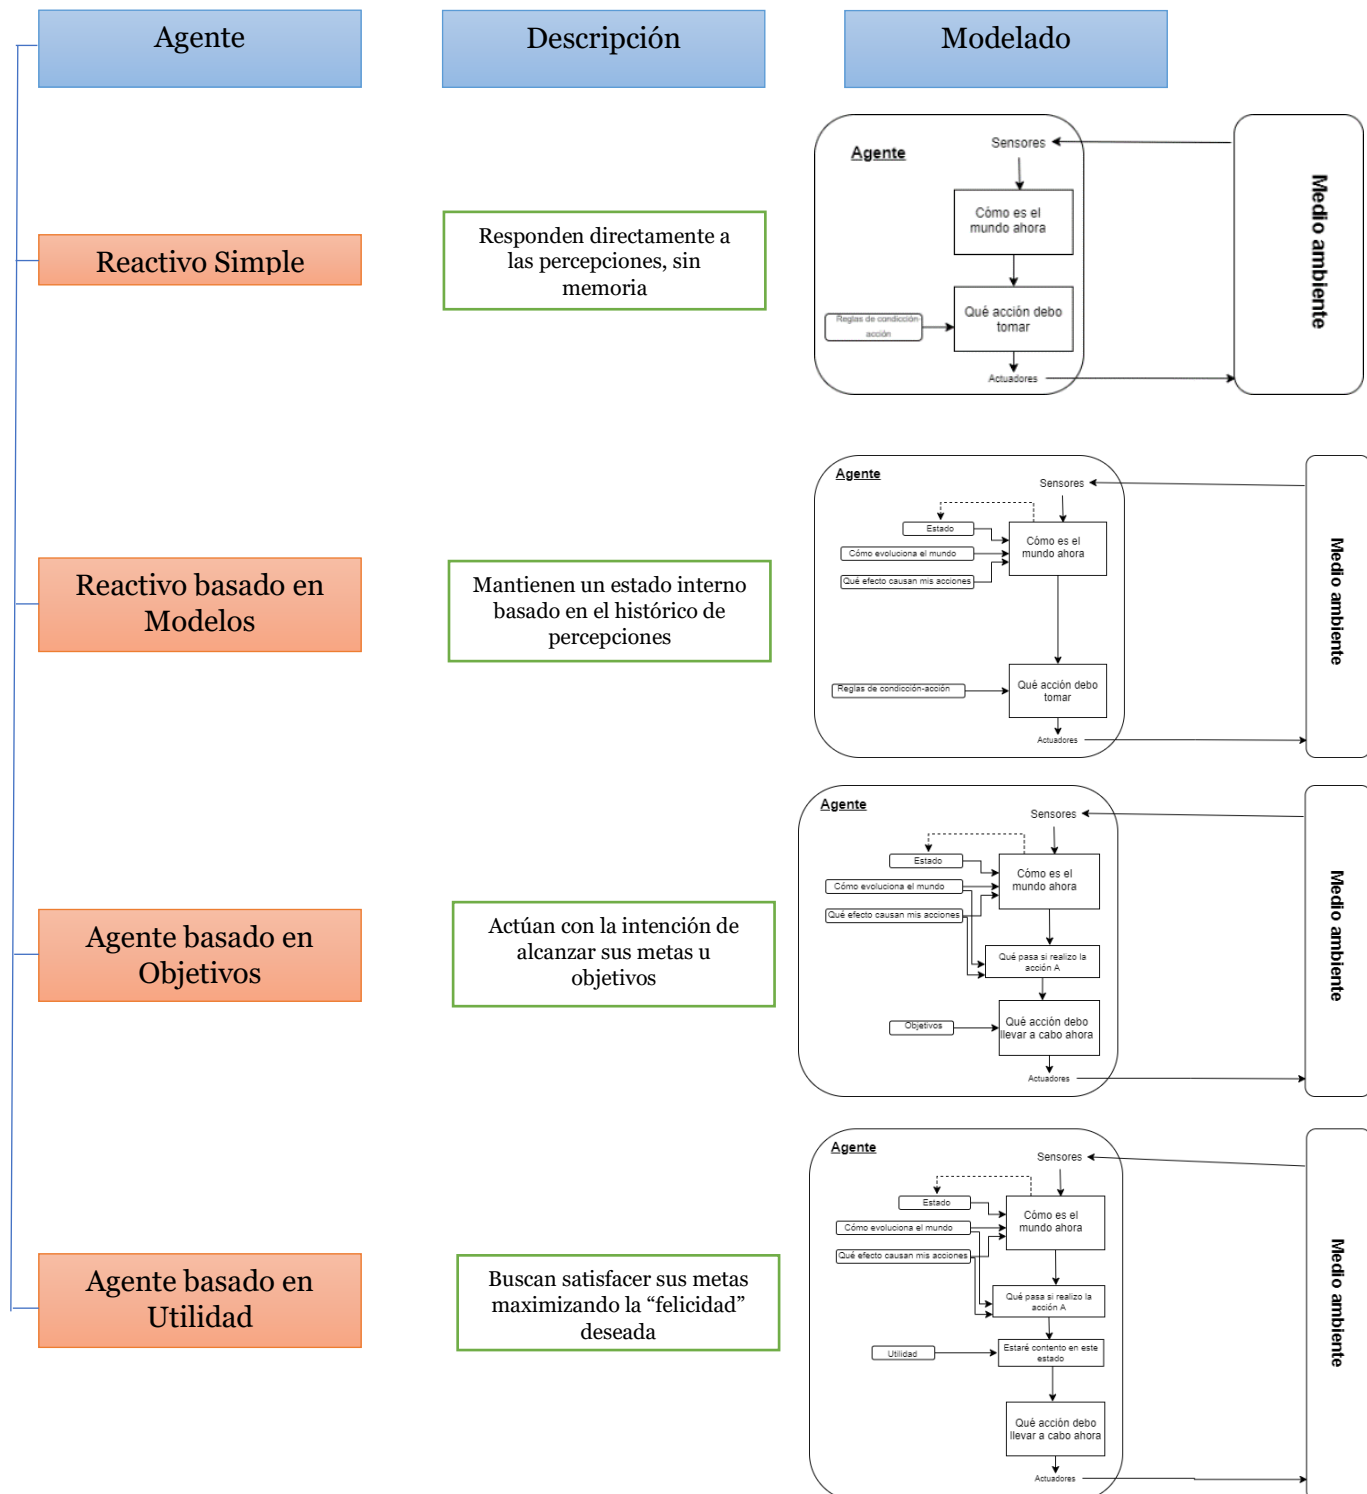 Agente
Descripción
Modelado
Reactivo Simple
Responden directamente a
las percepciones, sin
memoria
Agente
Sensores
Cómo es el
mundo ahora
Qué acción debo
tomar
Reglas de condicción-
acción
Actuadores
Medio ambiente
Reactivo basado en
Modelos
Mantienen un estado interno
basado en el histórico de
percepciones
Agente
Sensores
Estado
Cómo evoluciona el mundo
Qué efecto causan mis acciones
Cómo es el
mundo ahora
Reglas de condicción-acción
Qué acción debo
tomar
Actuadores
Medio ambiente
Agente basado en
Objetivos
Actúan con la intención de
alcanzar sus metas u
objetivos
Agente
Sensores
Estado
Cómo evoluciona el mundo
Qué efecto causan mis acciones
Cómo es el
mundo ahora
Qué pasa si realizo la
acción A
Objetivos
Qué acción debo
llevar a cabo ahora
Actuadores
Medio ambiente
Agente basado en
Utilidad
Buscan satisfacer sus metas
maximizando la “felicidad”
deseada
Agente
Sensores
Estado
Cómo evoluciona el mundo
Qué efecto causan mis acciones
Cómo es el
mundo ahora
Qué pasa si realizo la
acción A
Utilidad
Estaré contento en este
estado
Qué acción debo
llevar a cabo ahora
Actuadores
Medio ambiente